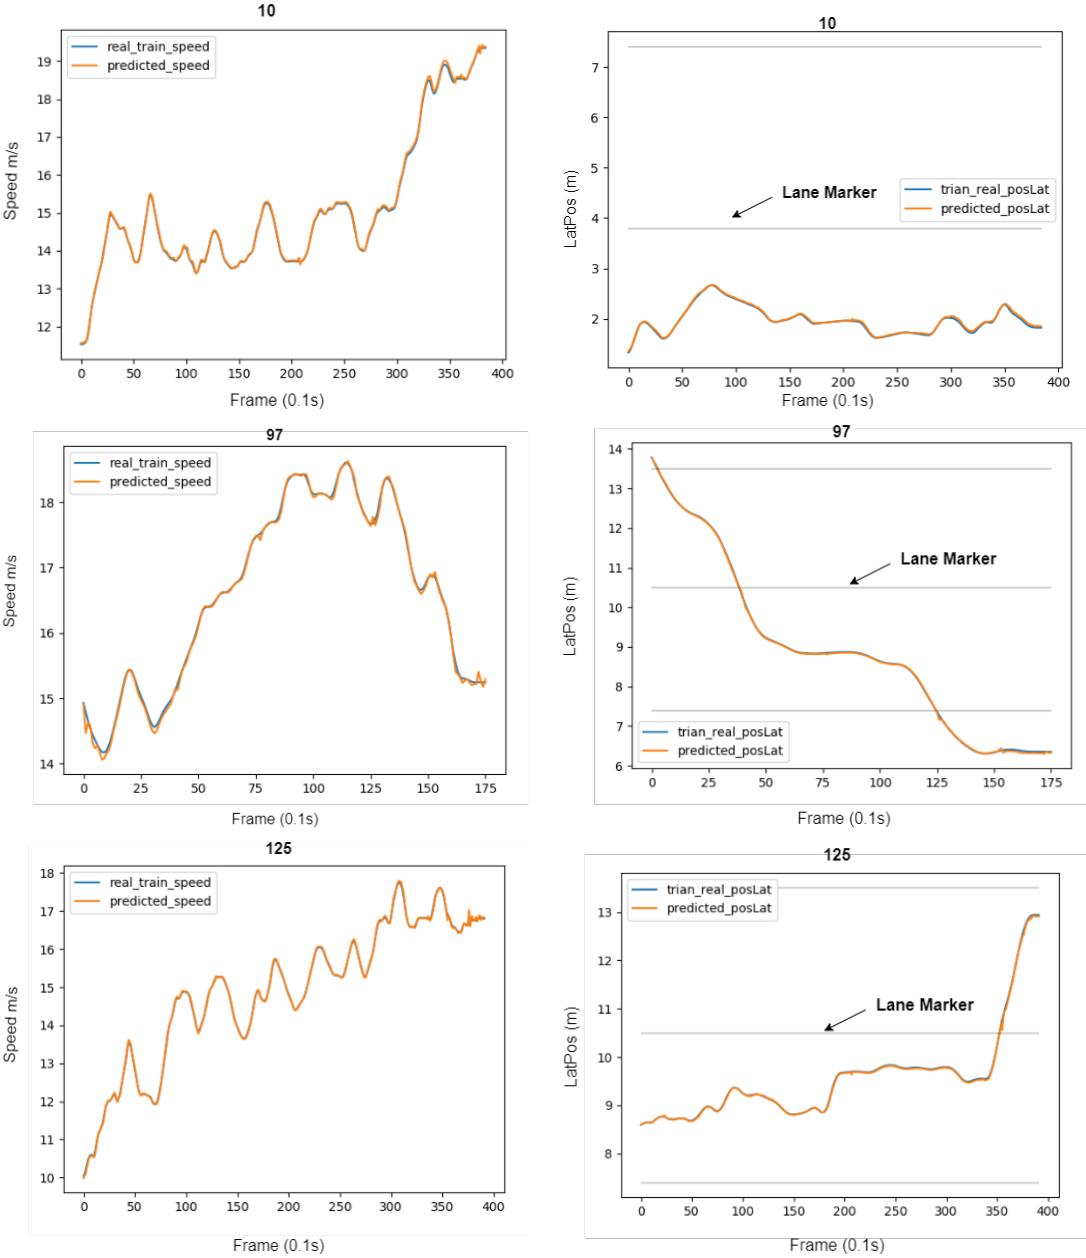 10
real_train_speed
predicted_speed
Speed m/s
19
18
17
16
15
14
13
12
0 50 100 150 200 250 300 350 400
Frame (0.1s)
10
Lane Marker
trian_real_posLat
predicted_posLat
LatPos (m)
7
6
5
4
3
2
0 50 100 150 200 250 300 350 400
Frame (0.1s)
97
real_train_speed
predicted_speed
Speed m/s
18
17
16
15
14
0 25 50 75 100 125 150 175
Frame (0.1s)
97
Lane Marker
trian_real_posLat
predicted_posLat
LatPos (m)
14
13
12
11
10
9
8
7
6
0 25 50 75 100 125 150 175
Frame (0.1s)
125
real_train_speed
predicted_speed
Speed m/s
18
17
16
15
14
13
12
11
10
0 50 100 150 200 250 300 350 400
Frame (0.1s)
125
trian_real_posLat
predicted_posLat
Lane Marker
LatPos (m)
13
12
11
10
9
8
0 50 100 150 200 250 300 350 400
Frame (0.1s)